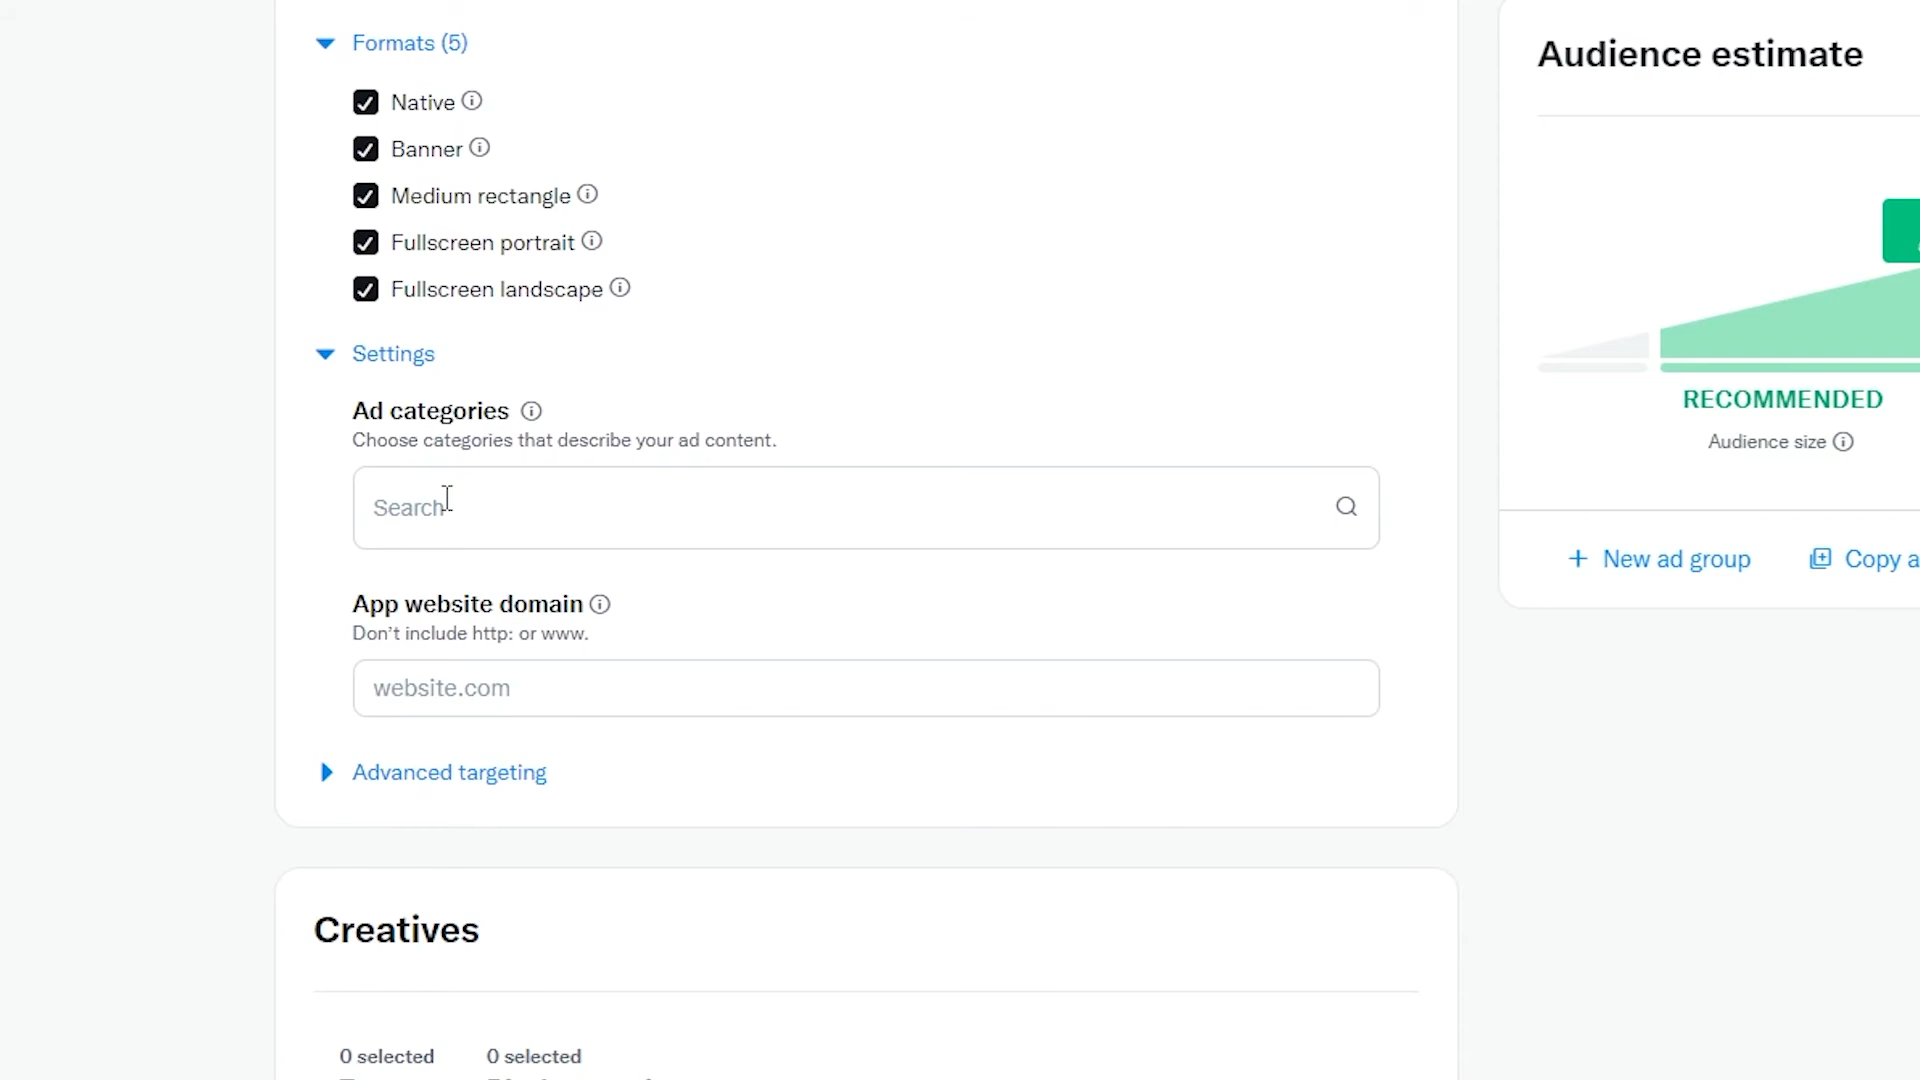 Formats (5)
Native
Banner
Medium rectangle
Fullscreen portrait
Fullscreen landscape
Settings
Ad categories
Choose categories that describe your ad content.
Search
App website domain
Don't include http: or www.
website.com
Advanced targeting
Creatives
0 selected 0 selected
Audience estimate
RECOMMENDED
Audience size
New ad group Copy a